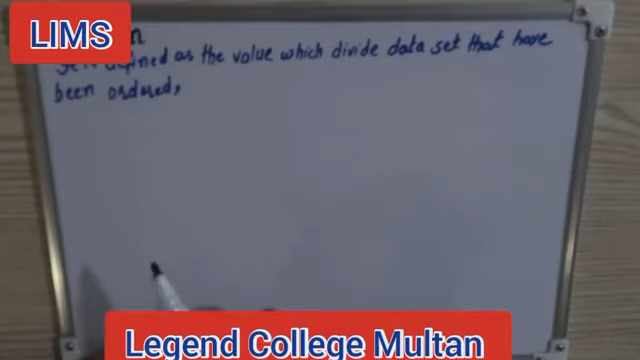 LIMS
defined as the value which divide data set that have
been ordered,
Legend College Multan